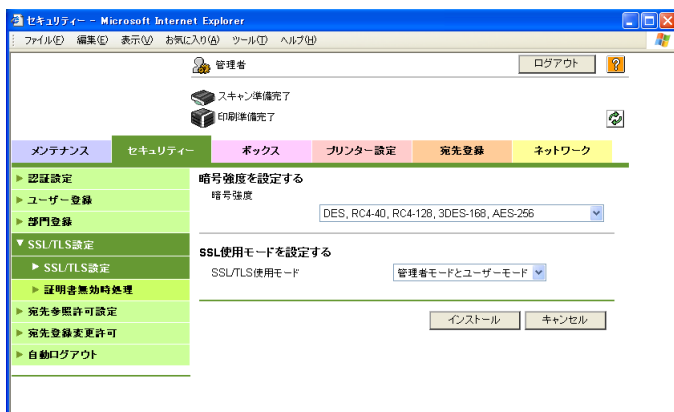 セキュリティー - Microsoft Internet Explorer
ファイル(F) 編集(E) 表示(V) お気に入り(A) ツール(T) ヘルプ(H)
管理者
ログアウト
?
スキャン準備完了
印刷準備完了
メンテナンス セキュリティー ボックス プリンター設定 宛先登録 ネットワーク
認証設定
ユーザー登録
部門登録
SSL/TLS設定
SSL/TLS設定
証明書無効時処理
宛先参照許可設定
宛先登録変更許可
自動ログアウト
暗号強度を設定する
暗号強度
DES, RC4-40, RC4-128, 3DES-168, AES-256
SSL使用モードを設定する
SSL/TLS使用モード 管理者モードとユーザーモード
インストール キャンセル